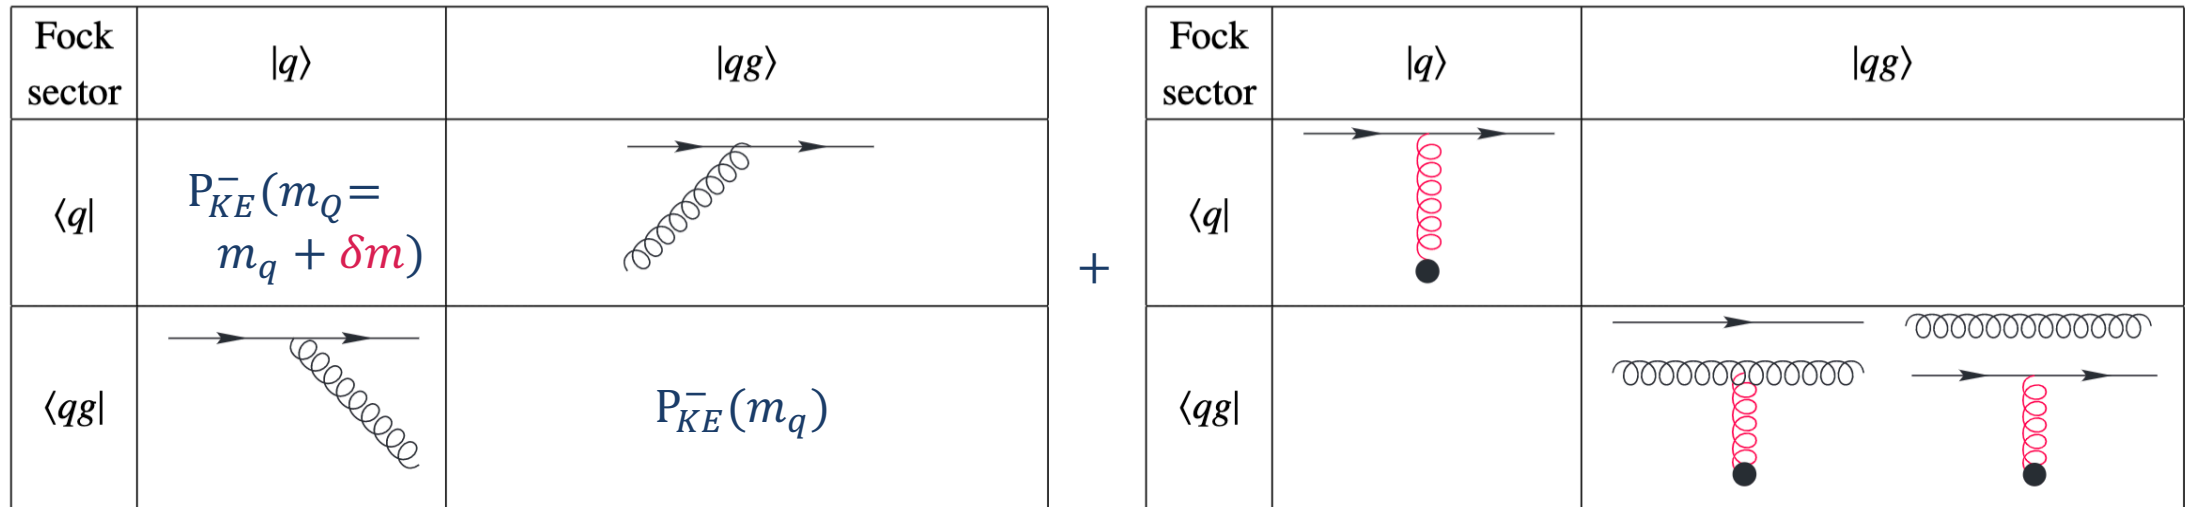 Fock sector |q⟩ |qg⟩
⟨q| P⁻_KE(m_Q = m_q + δm)
⟨qg| P⁻_KE(m_q)
+
Fock sector |q⟩ |qg⟩
⟨q|
⟨qg|